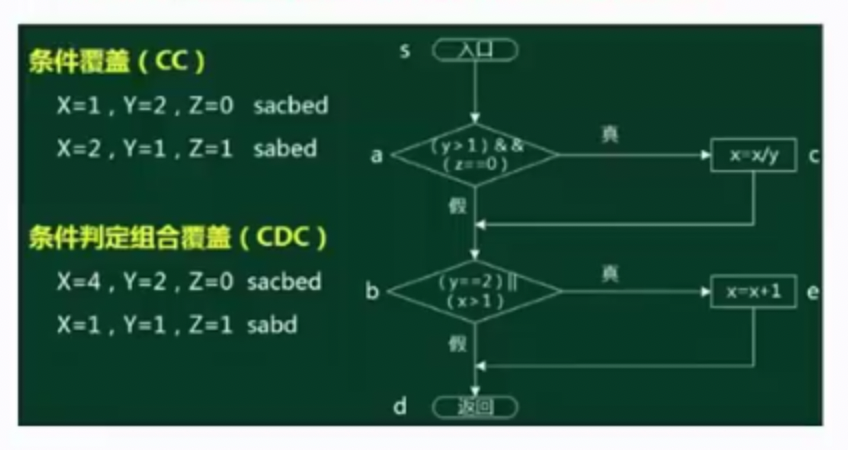 条件覆盖（CC）
X=1，Y=2，Z=0 sacbed
X=2，Y=1，Z=1 sabed
条件判定组合覆盖（CDC）
X=4，Y=2，Z=0 sacbed
X=1，Y=1，Z=1 sabd
s
入口
a
(y>1)&&
(z==0)
真
x=x/y
c
假
b
(y==2)||
(x>1)
真
x=x+1
e
假
d
返回